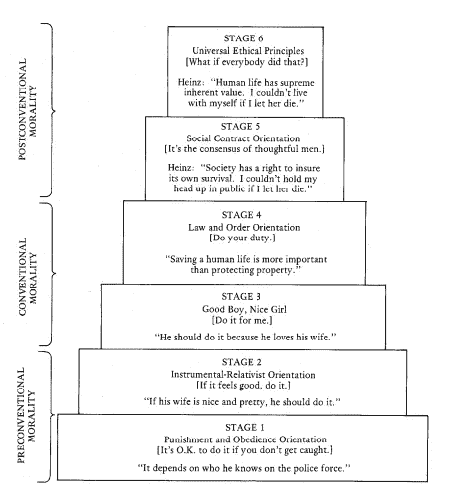 POSTCONVENTIONAL
MORALITY
STAGE 6
Universal Ethical Principles
[What if everybody did that?]
Heinz: "Human life has supreme
inherent value. I couldn't live
with myself if I let her die."
STAGE 5
Social Contract Orientation
[It's the consensus of thoughtful men.]
Heinz: "Society has a right to insure
its own survival. I couldn't hold my
head up in public if I let her die."
CONVENTIONAL
MORALITY
STAGE 4
Law and Order Orientation
[Do your duty.]
"Saving a human life is more important
than protecting property."
STAGE 3
Good Boy, Nice Girl
[Do it for me.]
"He should do it because he loves his wife."
PRECONVENTIONAL
MORALITY
STAGE 2
Instrumental-Relativist Orientation
[If it feels good, do it.]
"If his wife is nice and pretty, he should do it."
STAGE 1
Punishment and Obedience Orientation
[It's O.K. to do it if you don't get caught.]
"It depends on who he knows on the police force."